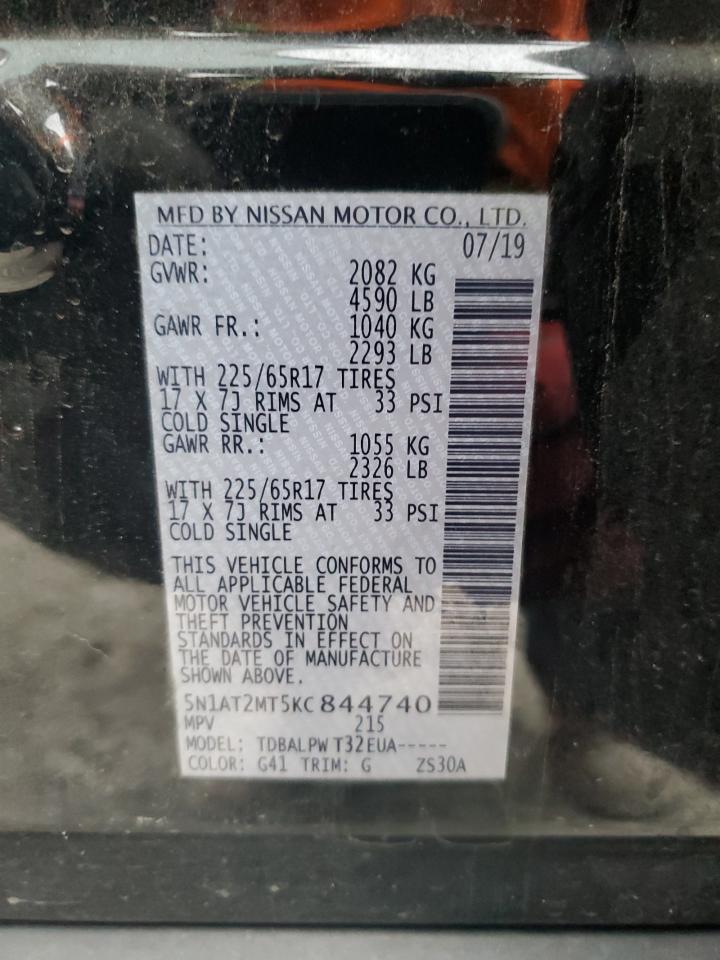 MFD BY NISSAN MOTOR CO., LTD.
DATE: 07/19
GVWR: 2082 KG
4590 LB
GAWR FR.: 1040 KG
2293 LB
WITH 225/65R17 TIRES
17 X 7J RIMS AT 33 PSI
COLD SINGLE
GAWR RR.: 1055 KG
2326 LB
WITH 225/65R17 TIRES
17 X 7J RIMS AT 33 PSI
COLD SINGLE
THIS VEHICLE CONFORMS TO
ALL APPLICABLE FEDERAL
MOTOR VEHICLE SAFETY AND
THEFT PREVENTION
STANDARDS IN EFFECT ON
THE DATE OF MANUFACTURE
SHOWN ABOVE.
5N1AT2MT5KC844740
MPV 215
MODEL: TDBALPW T32EUA-----
COLOR: G41 TRIM: G ZS30A